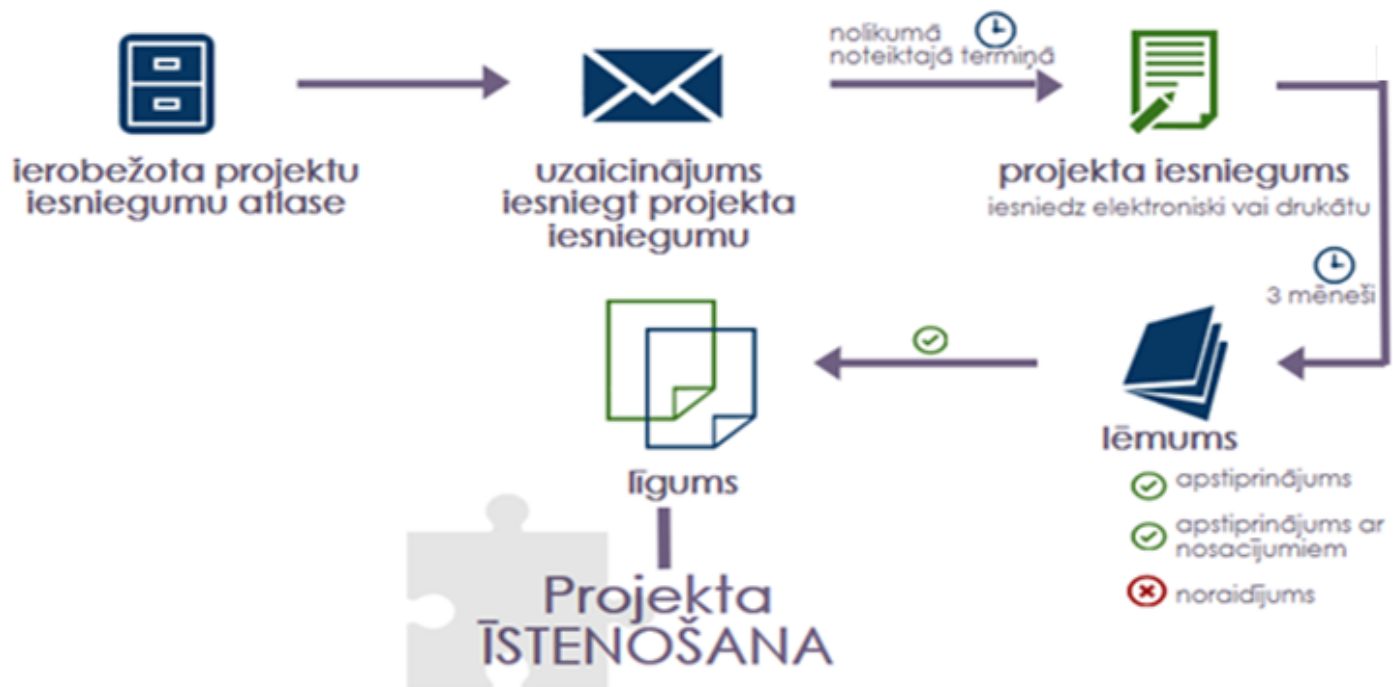 ierobežota projektu
iesniegumu atlase
uzaicinājums
iesniegt projekta
iesniegumu
nolikumā
noteiktajā termiņā
projekta iesniegums
iesniedz elektroniski vai drukātu
3 mēneši
lēmums
apstiprinājums
apstiprinājums ar
nosacījumiem
noraidījums
līgums
Projekta
ĪSTENOŠANA